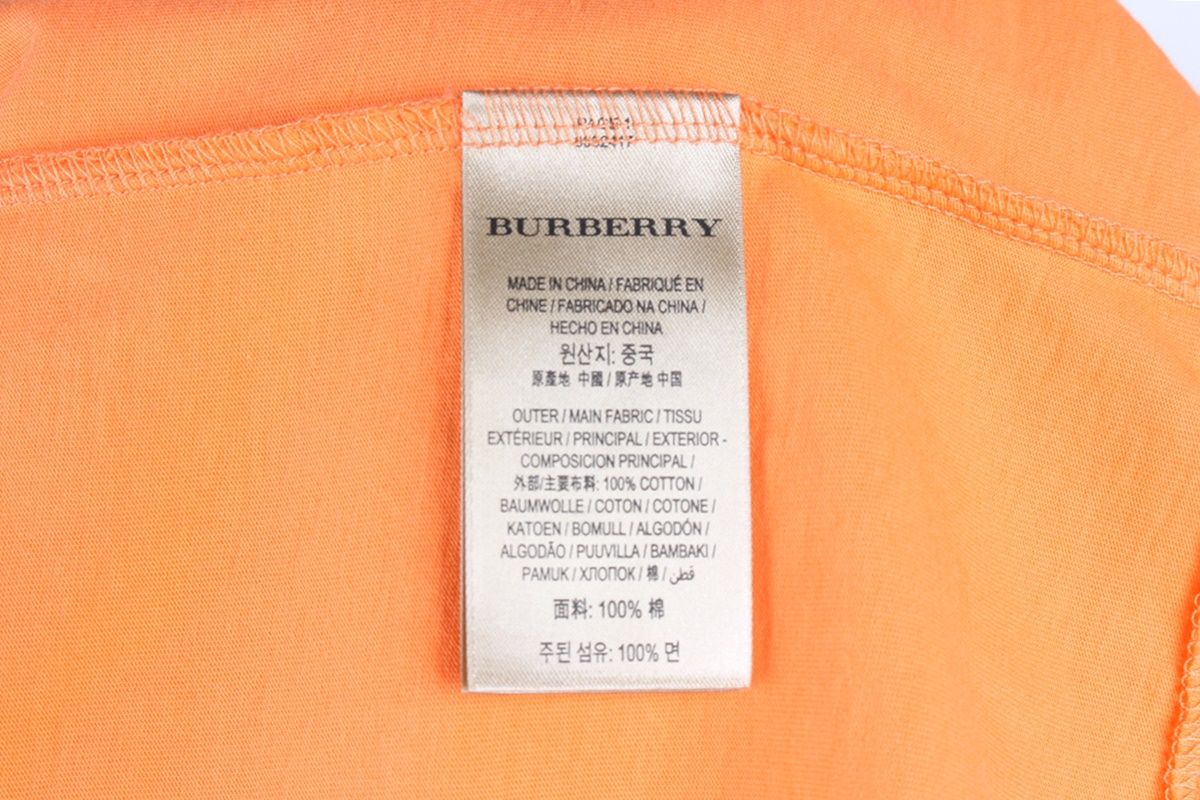 PAGE 1
BURBERRY
MADE IN CHINA / FABRIQUÉ EN
CHINE / FABRICADO NA CHINA /
HECHO EN CHINA
원산지: 중국
原產地 中國 / 原产地 中国
OUTER / MAIN FABRIC / TISSU
EXTÉRIEUR / PRINCIPAL / EXTERIOR -
COMPOSICION PRINCIPAL /
外部/主要布料: 100% COTTON /
BAUMWOLLE / COTON / COTONE /
KATOEN / BOMULL / ALGODÓN /
ALGODÃO / PUUVILLA / BAMBAKI /
PAMUK / ХЛОПОК / 棉 / قطن
面料: 100% 棉
주된 섬유: 100% 면